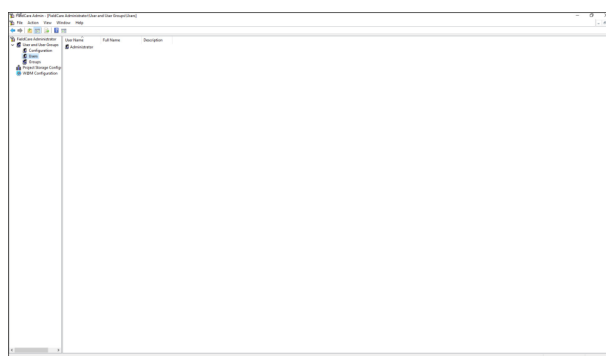 FieldCare Admin - [FieldCare Administrator\User and User Groups\Users]
File Action View Window Help
FieldCare Administrator
User and User Groups
Configuration
Users
Groups
Project Storage Config
W@M Configuration
User Name Full Name Description
Administrator